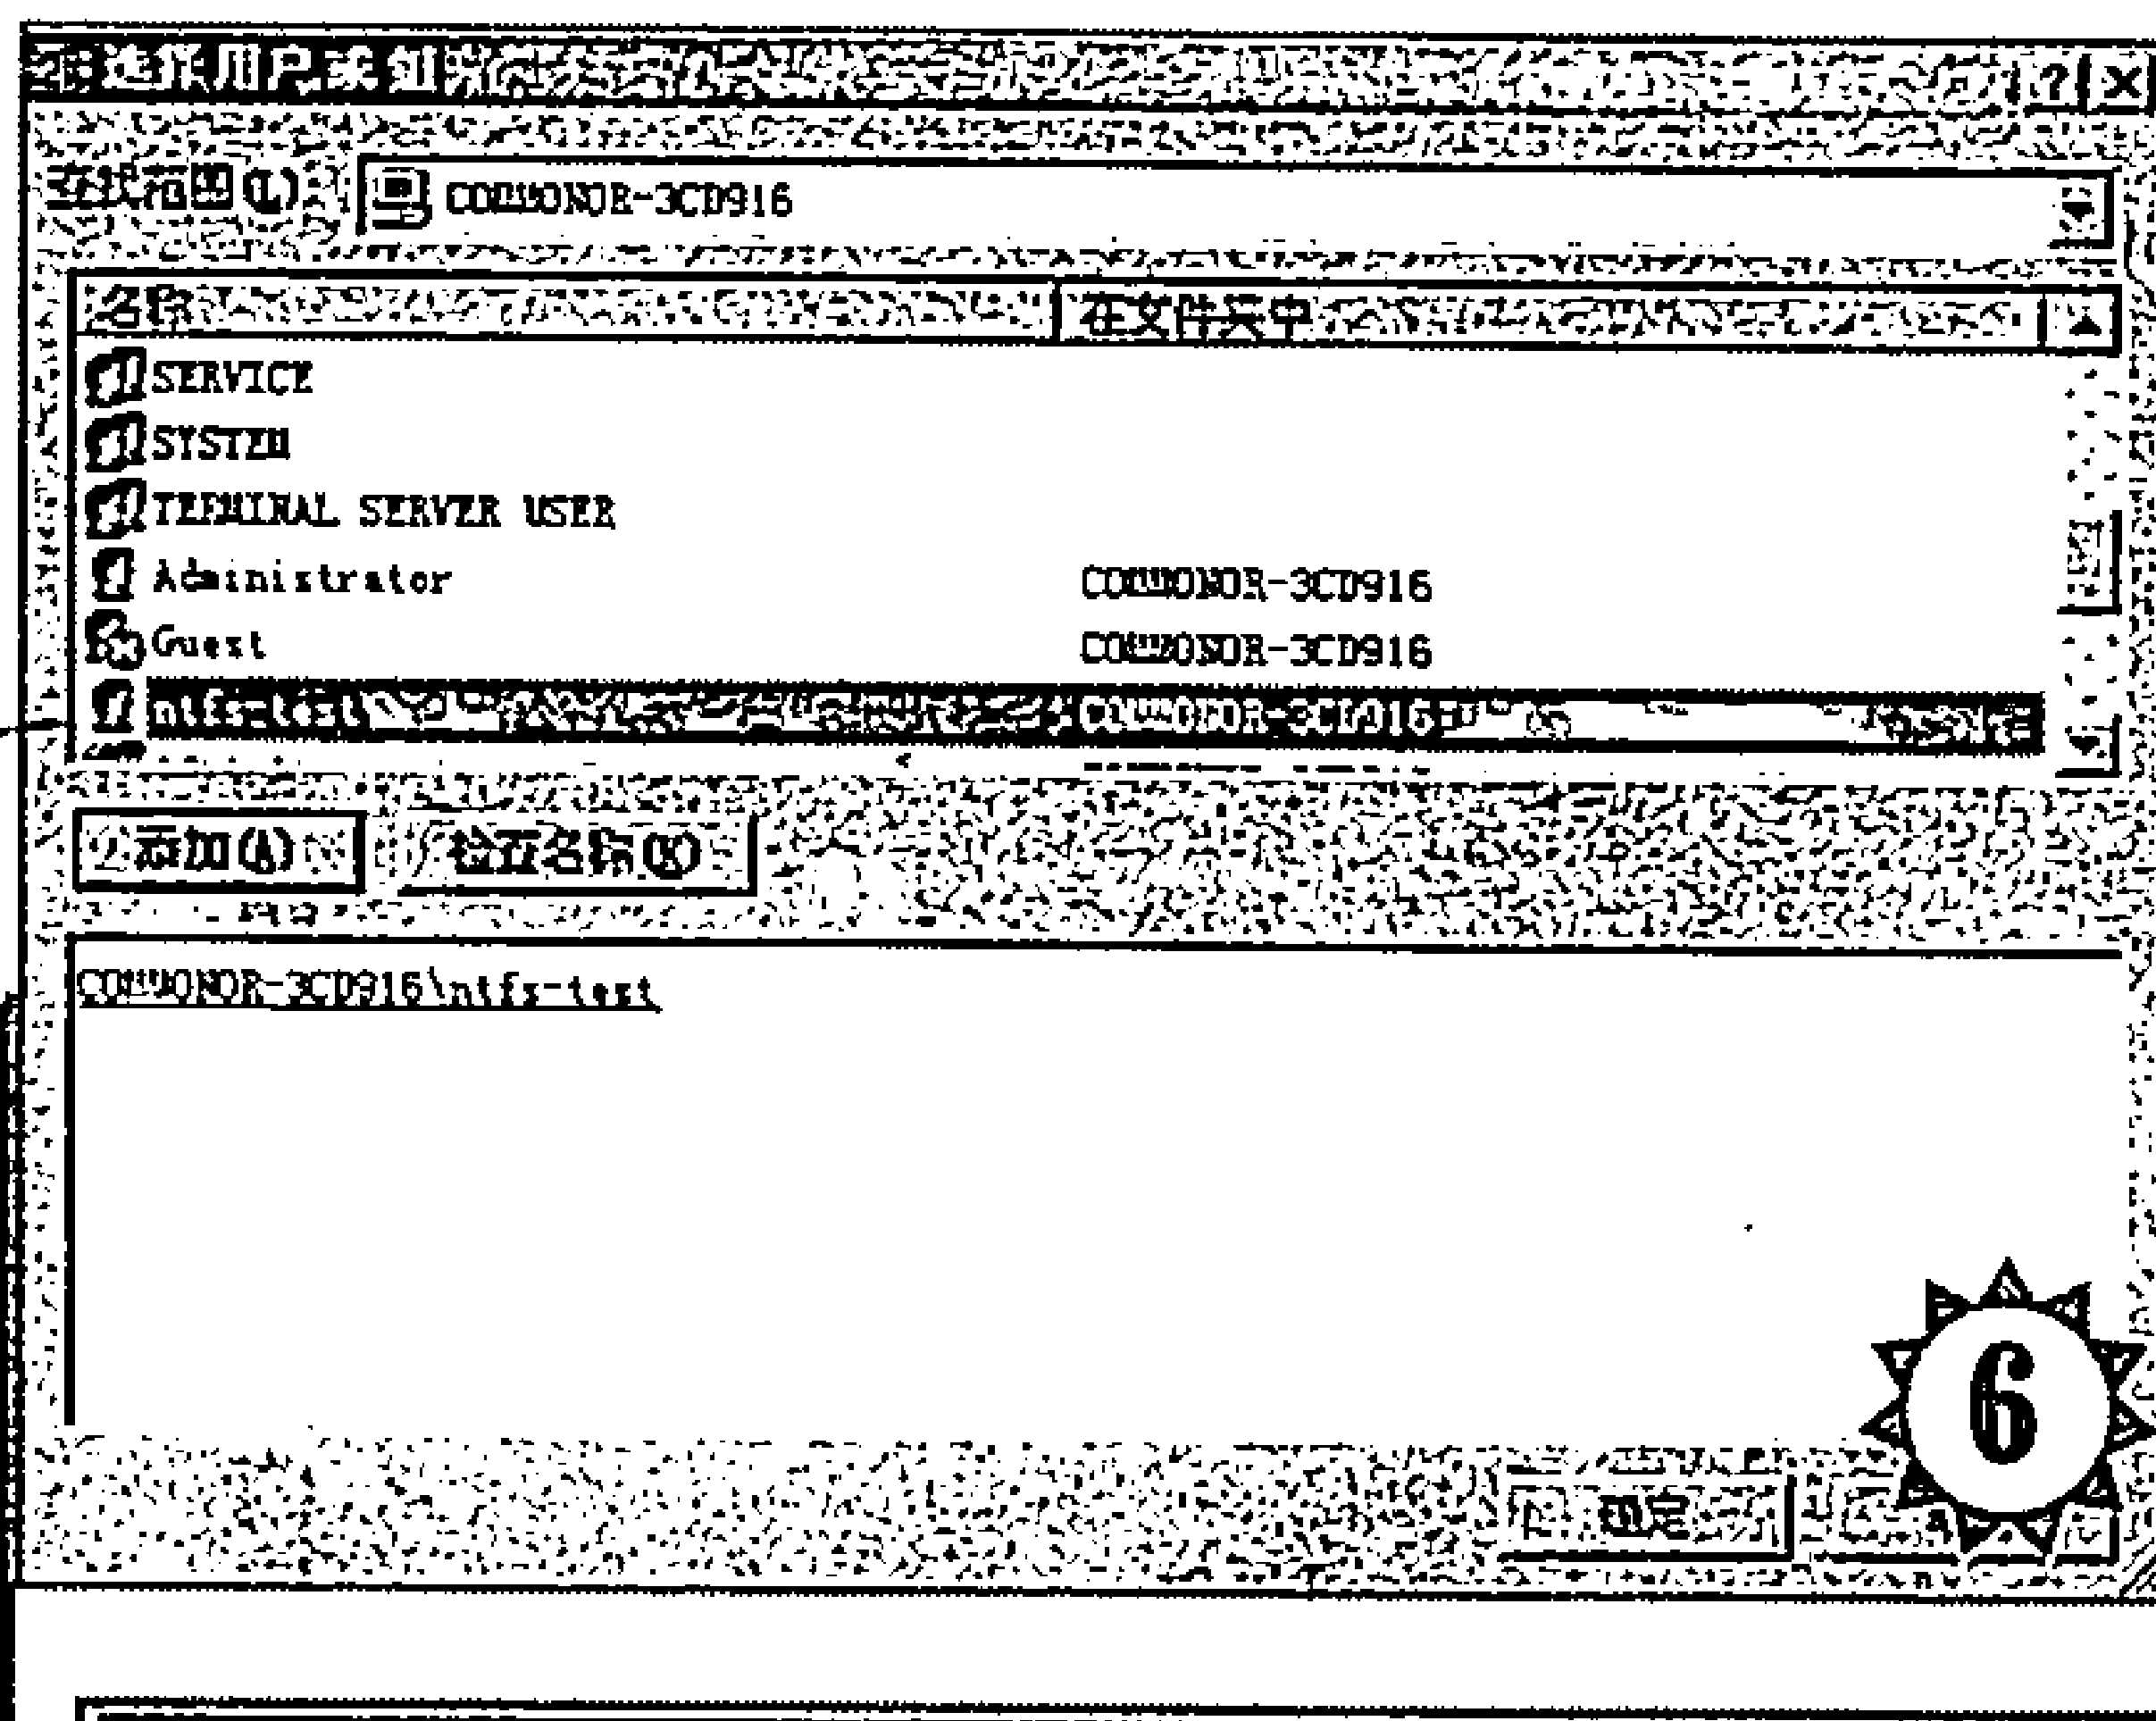 选择用户或组
查找范围(L)
COMMONOR-3CD916
名称
在文件夹中
SERVICE
SYSTEM
TERMINAL SERVER USER
Administrator COMMONOR-3CD916
Guest COMMONOR-3CD916
ntfs-test COMMONOR-3CD916
添加(A) 检查名称(K)
COMMONOR-3CD916\ntfs-test
6
确定